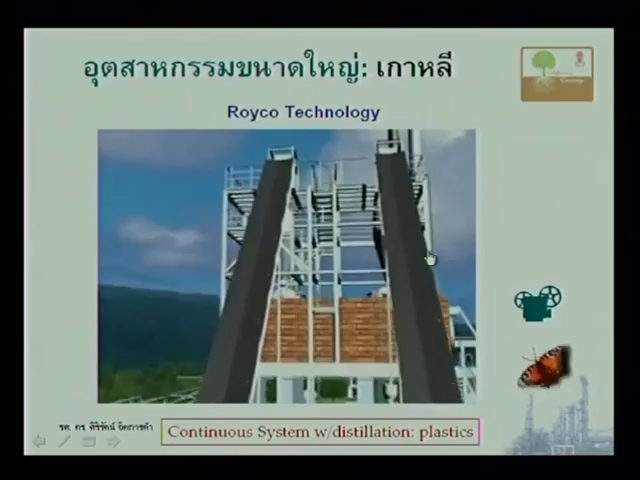 อุตสาหกรรมขนาดใหญ่: เกาหลี
Royco Technology
รศ. ดร. ศิริรัตน์ จิตการค้า
Continuous System w/distillation: plastics